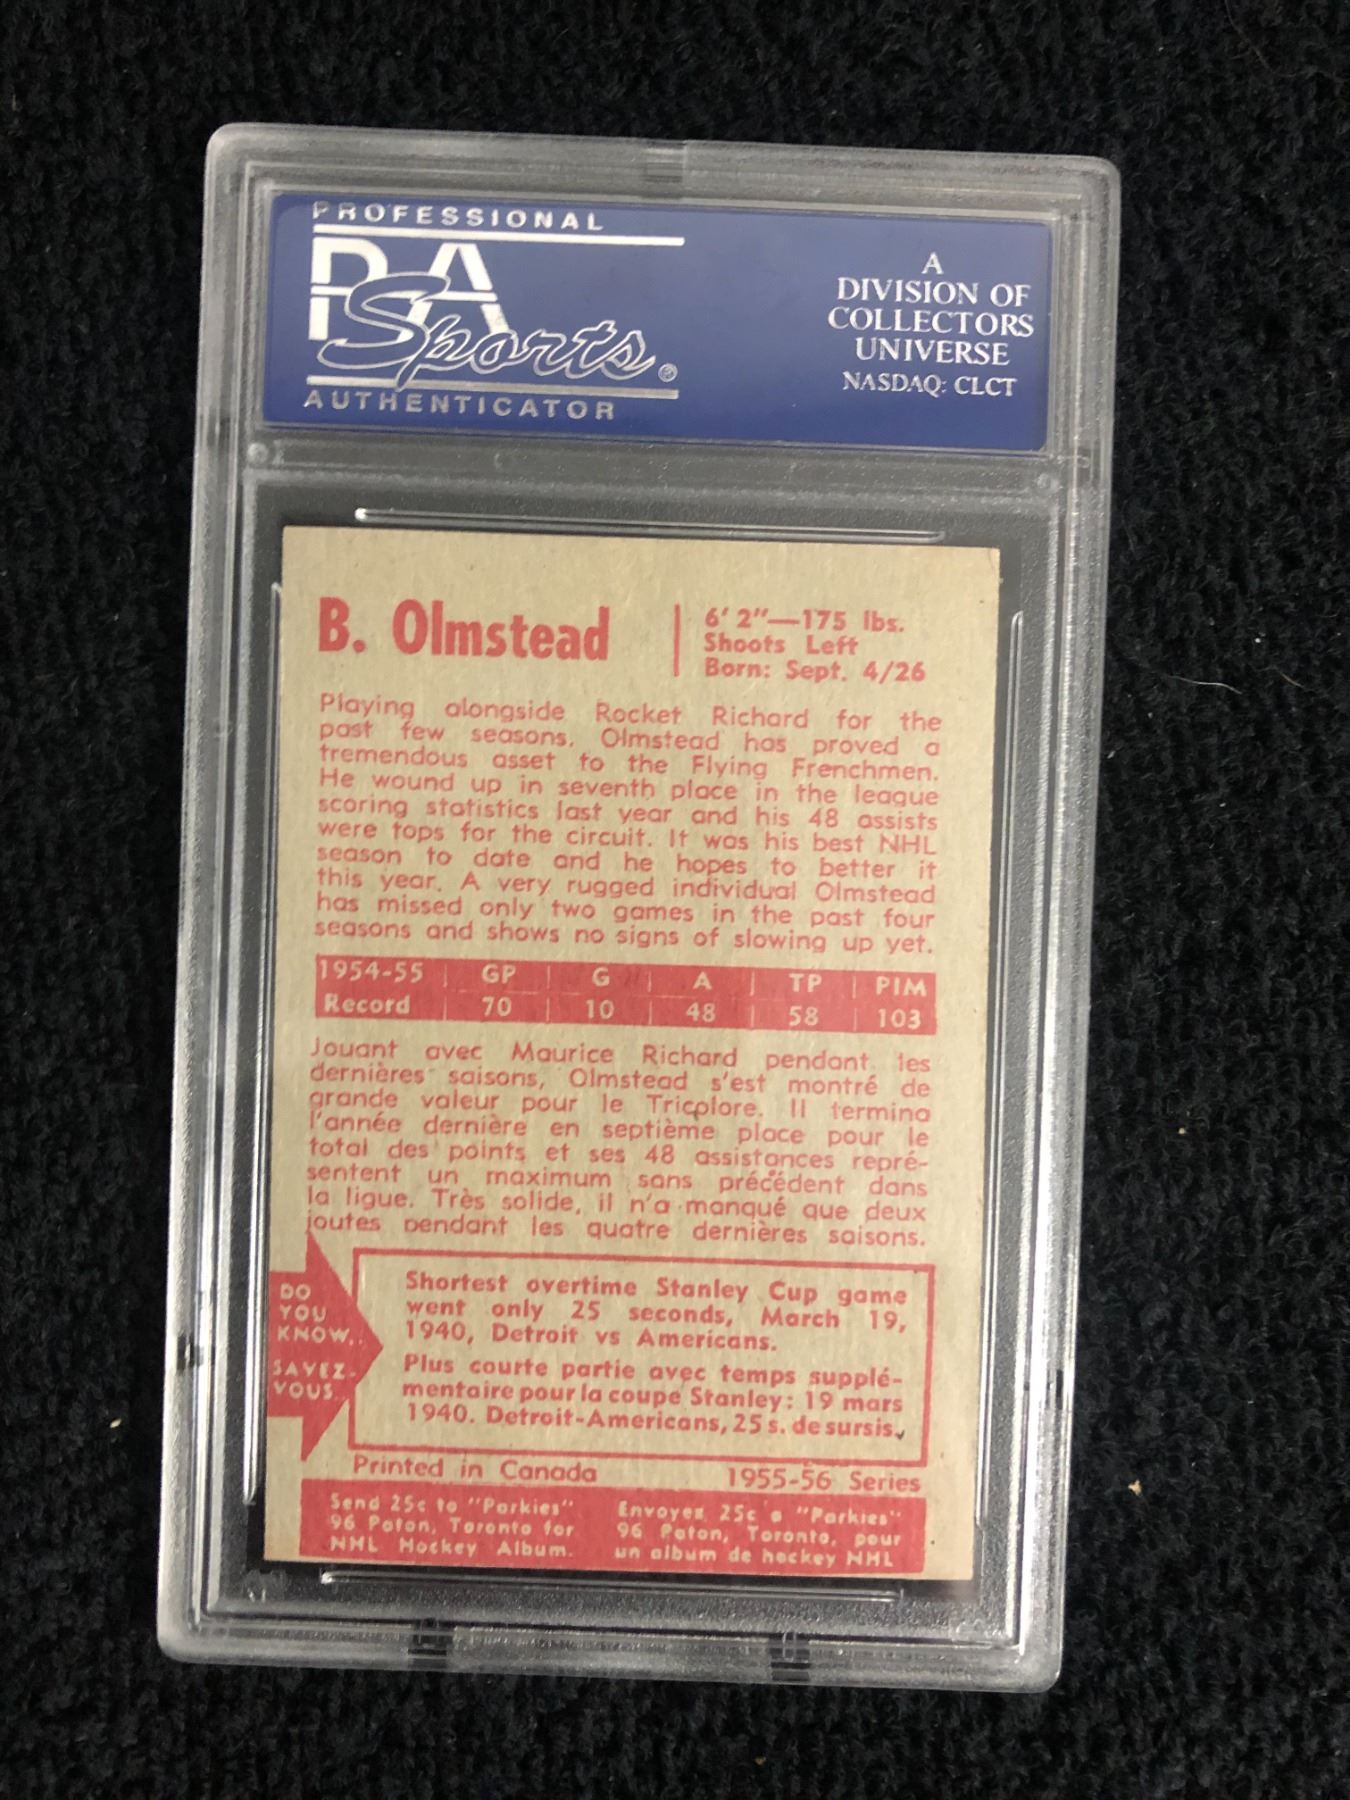 PROFESSIONAL
PSA
Sports®
AUTHENTICATOR
A
DIVISION OF
COLLECTORS
UNIVERSE
NASDAQ: CLCT
B. Olmstead
6' 2"—175 lbs.
Shoots Left
Born: Sept. 4/26
Playing alongside Rocket Richard for the
past few seasons, Olmstead has proved a
tremendous asset to the Flying Frenchmen.
He wound up in seventh place in the league
scoring statistics last year and his 48 assists
were tops for the circuit. It was his best NHL
season to date and he hopes to better it
this year. A very rugged individual Olmstead
has missed only two games in the past four
seasons and shows no signs of slowing up yet.
1954-55 | GP | G | A | TP | PIM
Record | 70 | 10 | 48 | 58 | 103
Jouant avec Maurice Richard pendant les
dernières saisons, Olmstead s'est montré de
grande valeur pour le Tricolore. Il termina
l'année dernière en septième place pour le
total des points et ses 48 assistances repré-
sentent un maximum sans précédent dans
la ligue. Très solide, il n'a manqué que deux
joutes pendant les quatre dernières saisons.
DO
YOU
KNOW..
SAVEZ-
VOUS
Shortest overtime Stanley Cup game
went only 25 seconds, March 19,
1940, Detroit vs Americans.
Plus courte partie avec temps supplé-
mentaire pour la coupe Stanley: 19 mars
1940. Detroit-Americans, 25 s. de sursis.
Printed in Canada
1955-56 Series
Send 25c to "Parkies"
96 Paton, Toronto for
NHL Hockey Album.
Envoyez 25c a "Parkies"
96 Paton, Toronto, pour
un album de hockey NHL